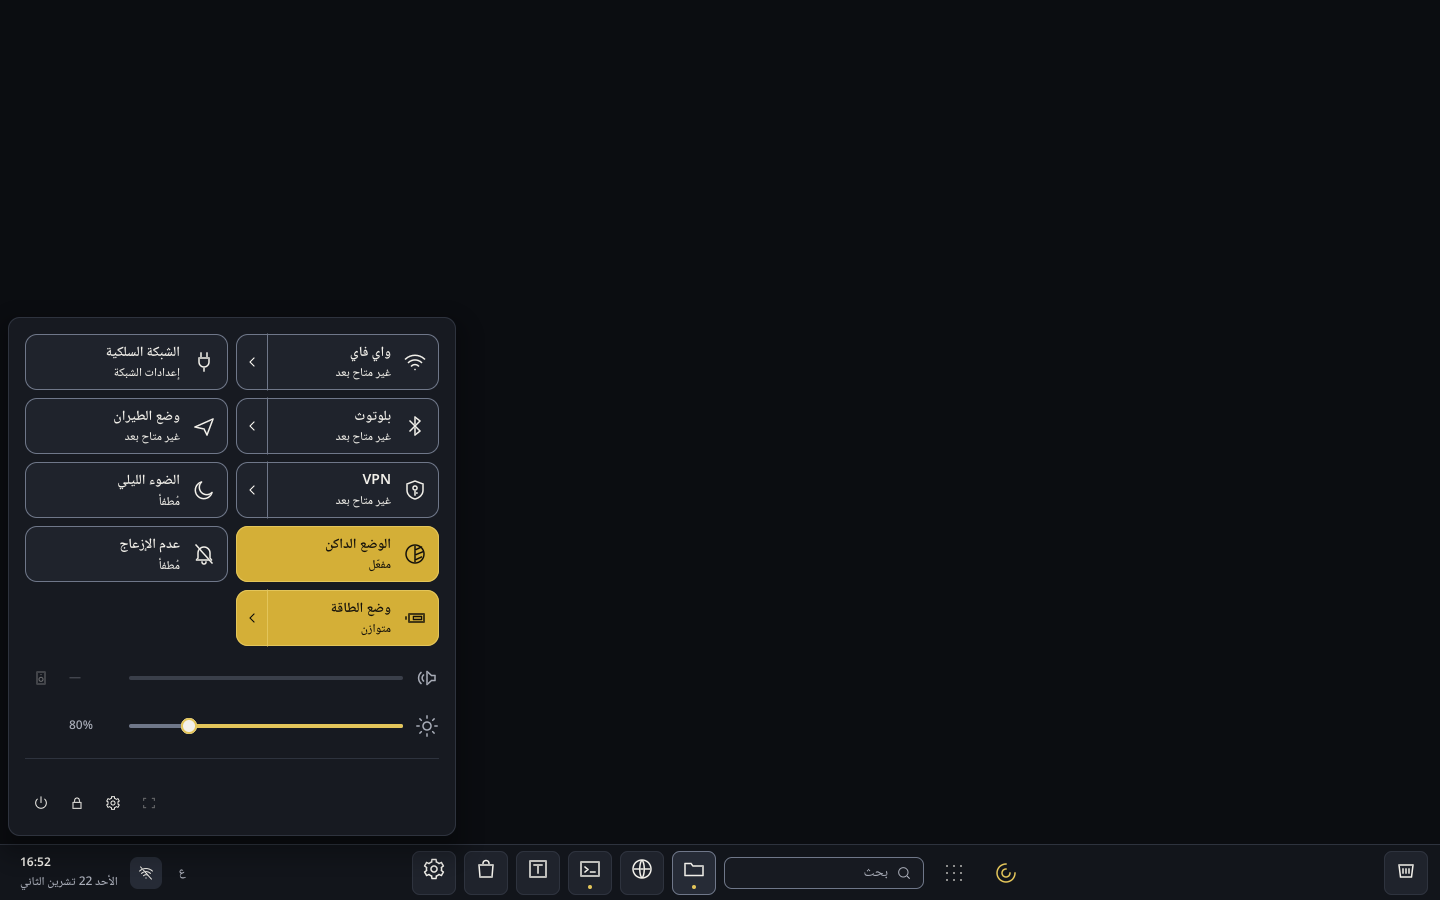 واي فاي
غير متاح بعد
الشبكة السلكية
إعدادات الشبكة
بلوتوث
غير متاح بعد
وضع الطيران
غير متاح بعد
VPN
غير متاح بعد
الضوء الليلي
مُطفأ
الوضع الداكن
مفعّل
عدم الإزعاج
مُطفأ
وضع الطاقة
متوازن
—
80%
بحث
ع
16:52
الأحد 22 تشرين الثاني